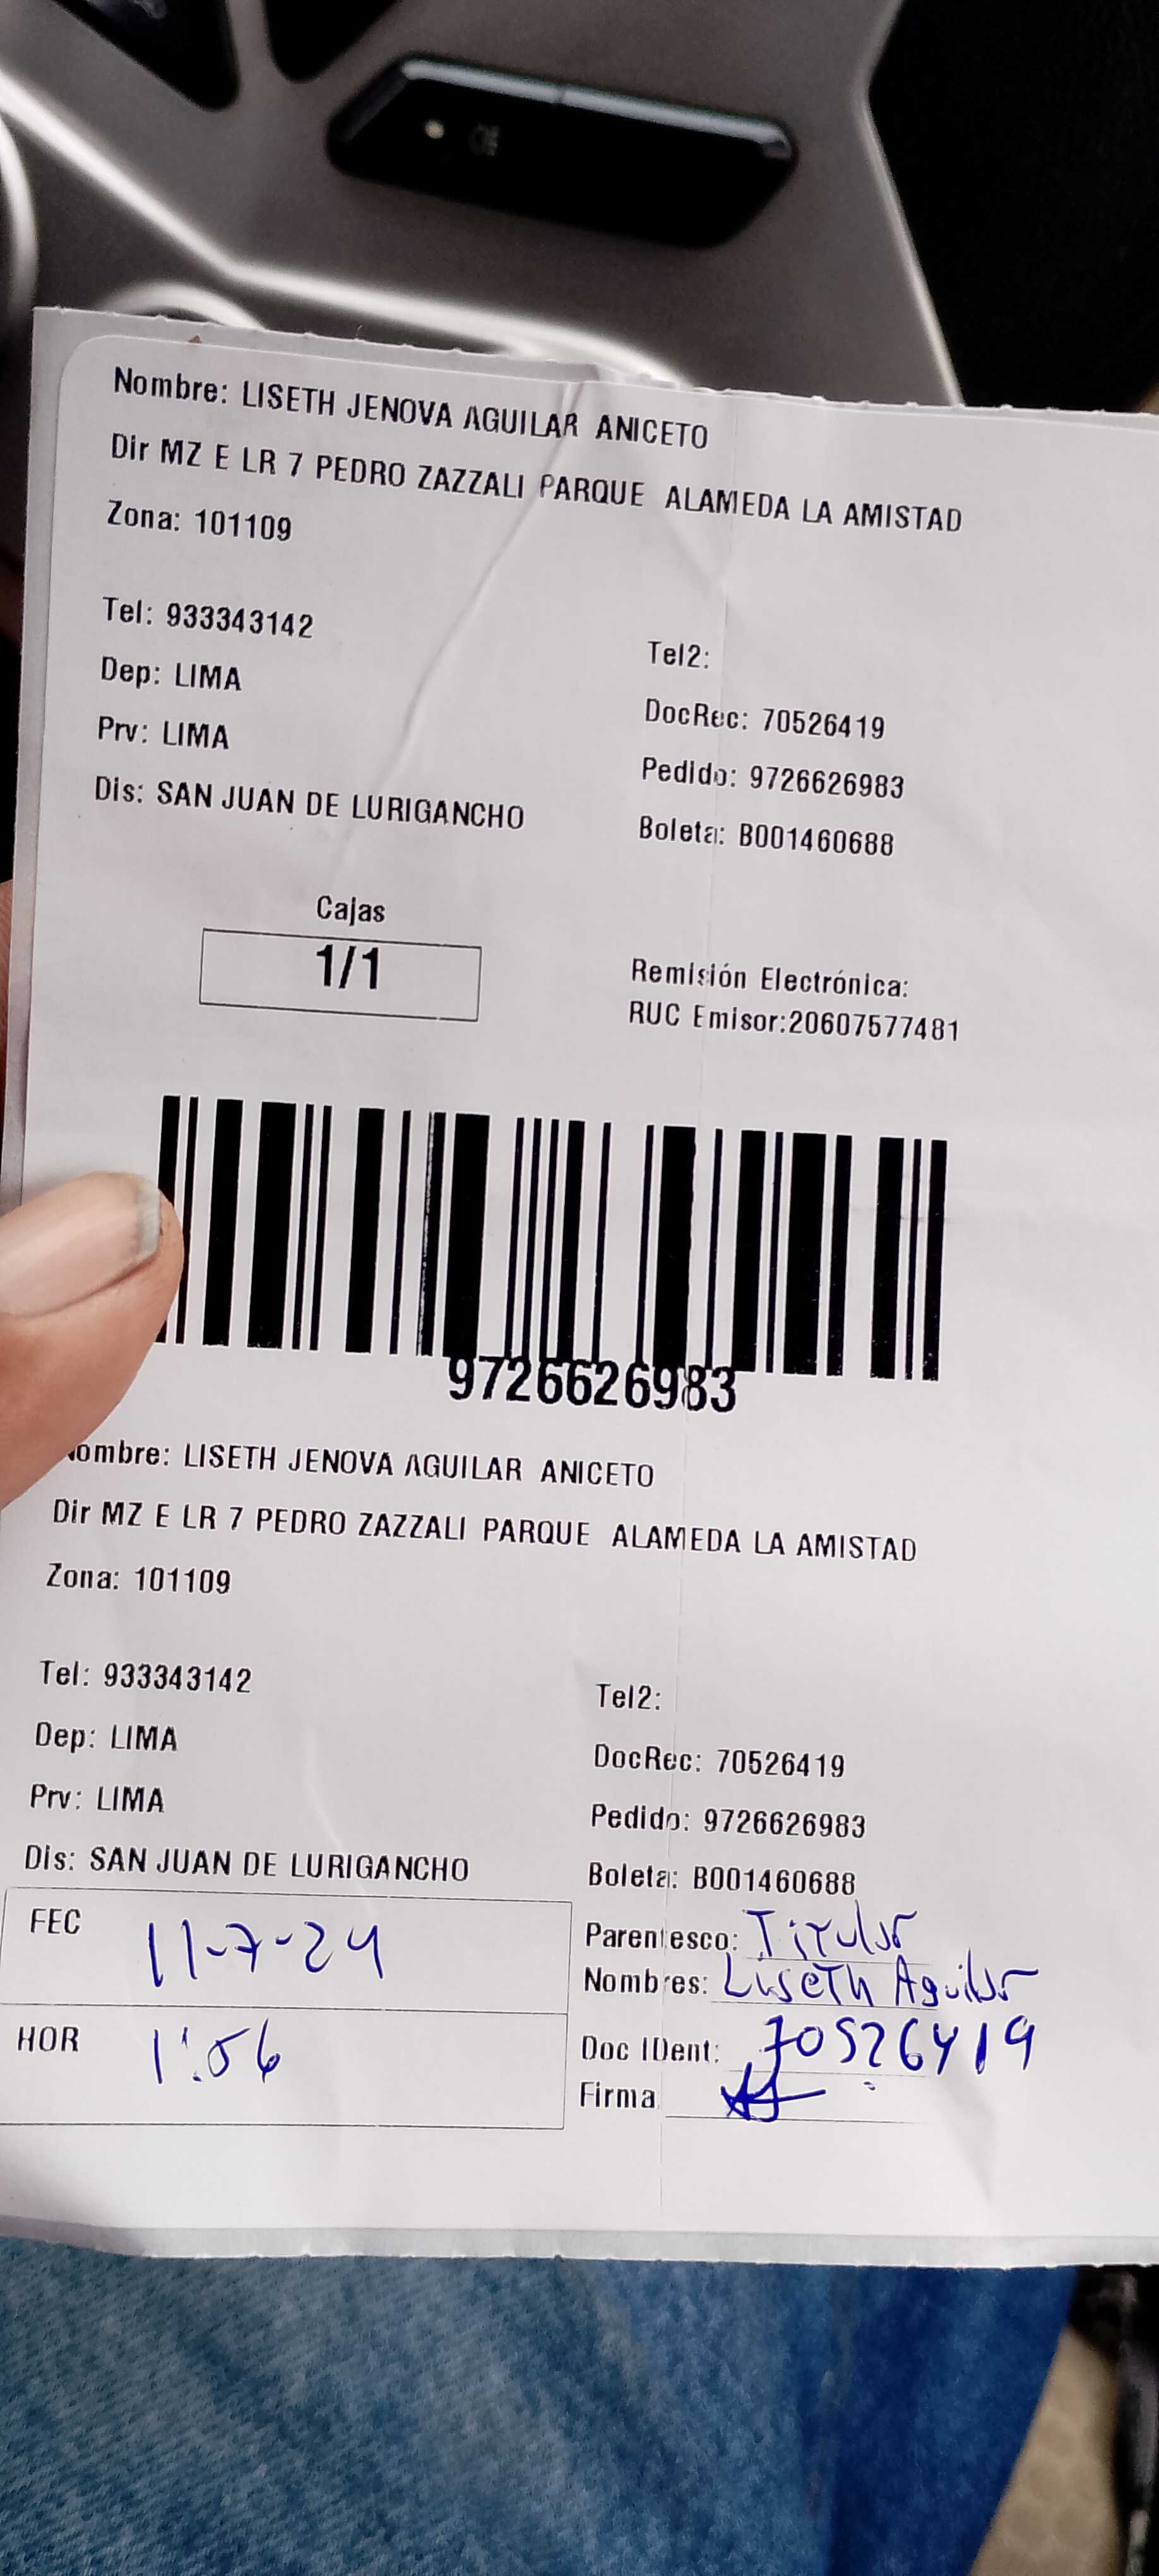 Nombre: LISETH JENOVA AGUILAR ANICETO
Dir MZ E LR 7 PEDRO ZAZZALI PARQUE ALAMEDA LA AMISTAD
Zona: 101109
Tel: 933343142
Tel2:
Dep: LIMA
DocRec: 70526419
Prv: LIMA
Pedido: 9726626983
Dis: SAN JUAN DE LURIGANCHO
Boleta: B001460688
Cajas
1/1
Remisión Electrónica:
RUC Emisor:20607577481
9726626983
ombre: LISETH JENOVA AGUILAR ANICETO
Dir MZ E LR 7 PEDRO ZAZZALI PARQUE ALAMEDA LA AMISTAD
Zona: 101109
Tel: 933343142
Tel2:
Dep: LIMA
DocRec: 70526419
Prv: LIMA
Pedido: 9726626983
Dis: SAN JUAN DE LURIGANCHO
Boleta: B001460688
FEC 11-7-24
Parentesco: Titular
Nombres: Liseth Aguilar
HOR 1:56
Doc IDent: 70526419
Firma